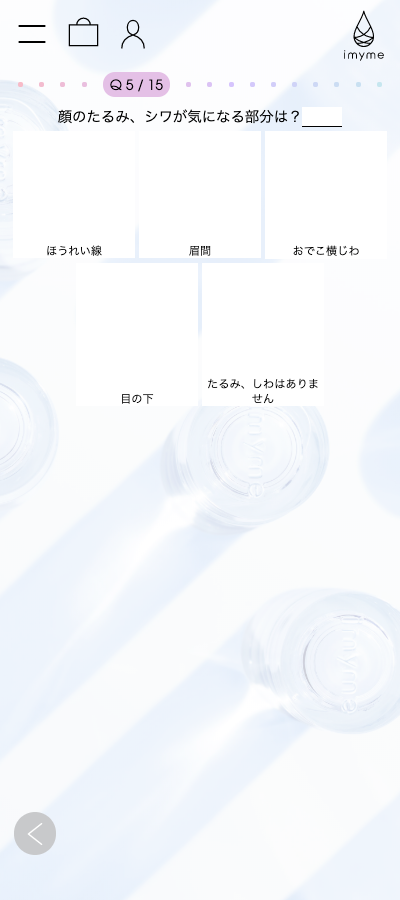 imyme
Q 5 / 15
顔のたるみ、シワが気になる部分は？
ほうれい線
眉間
おでこ横じわ
目の下
たるみ、しわはありま
せん
imyme
imyme